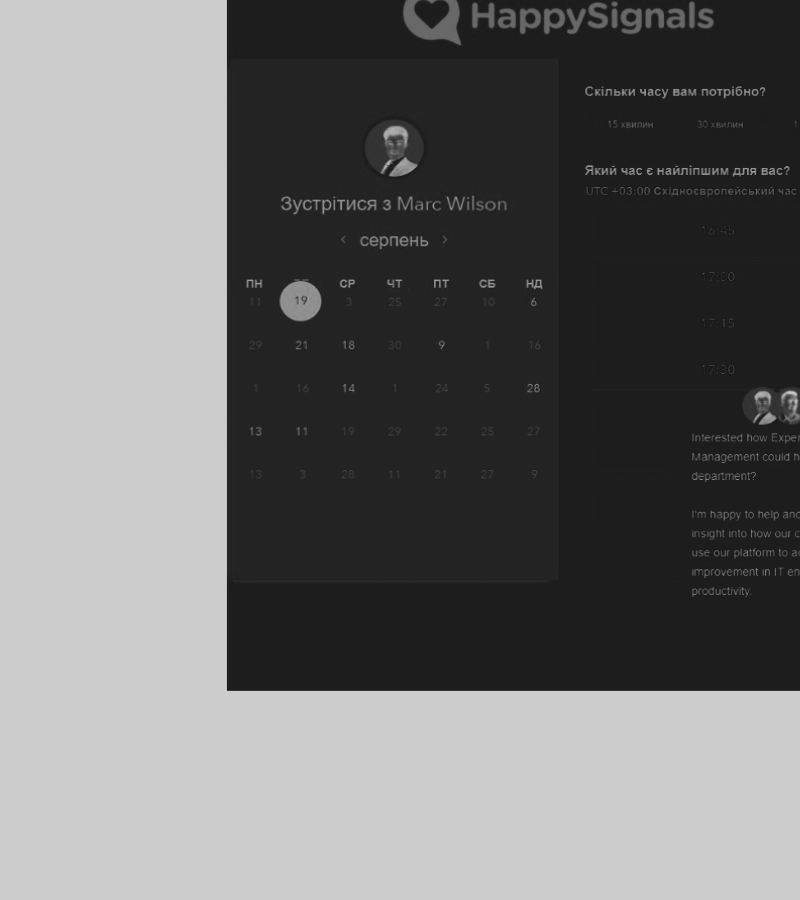 HappySignals
Зустрітися з Marc Wilson
серпень
ПН СР ЧТ ПТ СБ НД
11 19 3 25 27 10 6
29 21 18 30 9 1 16
1 16 14 1 24 5 28
13 11 19 29 22 25 27
13 3 28 11 21 27 9
Скільки часу вам потрібно?
15 хвилин 30 хвилин
Який час є найліпшим для вас?
UTC +03:00 Східноєвропейський час
16:45
17:00
17:15
17:30
Interested how Exper
Management could h
department?
I'm happy to help and
insight into how our c
use our platform to a
improvement in IT en
productivity.